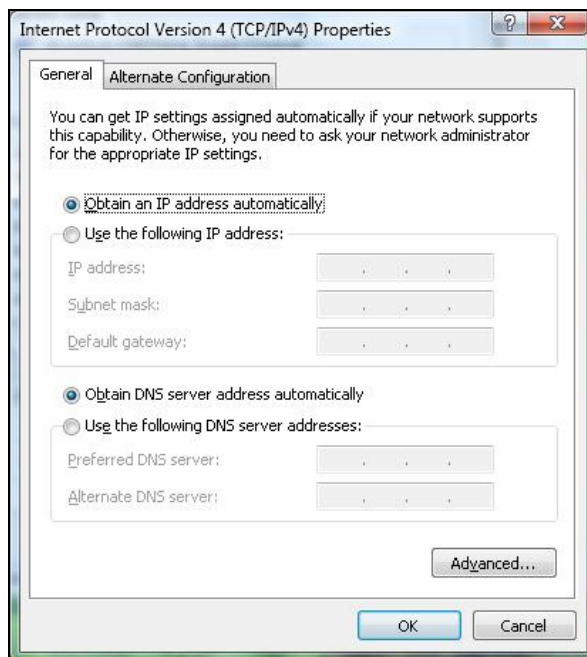 Internet Protocol Version 4 (TCP/IPv4) Properties
General
Alternate Configuration
You can get IP settings assigned automatically if your network supports
this capability. Otherwise, you need to ask your network administrator
for the appropriate IP settings.
Obtain an IP address automatically
Use the following IP address:
IP address:
Subnet mask:
Default gateway:
Obtain DNS server address automatically
Use the following DNS server addresses:
Preferred DNS server:
Alternate DNS server:
Advanced...
OK
Cancel